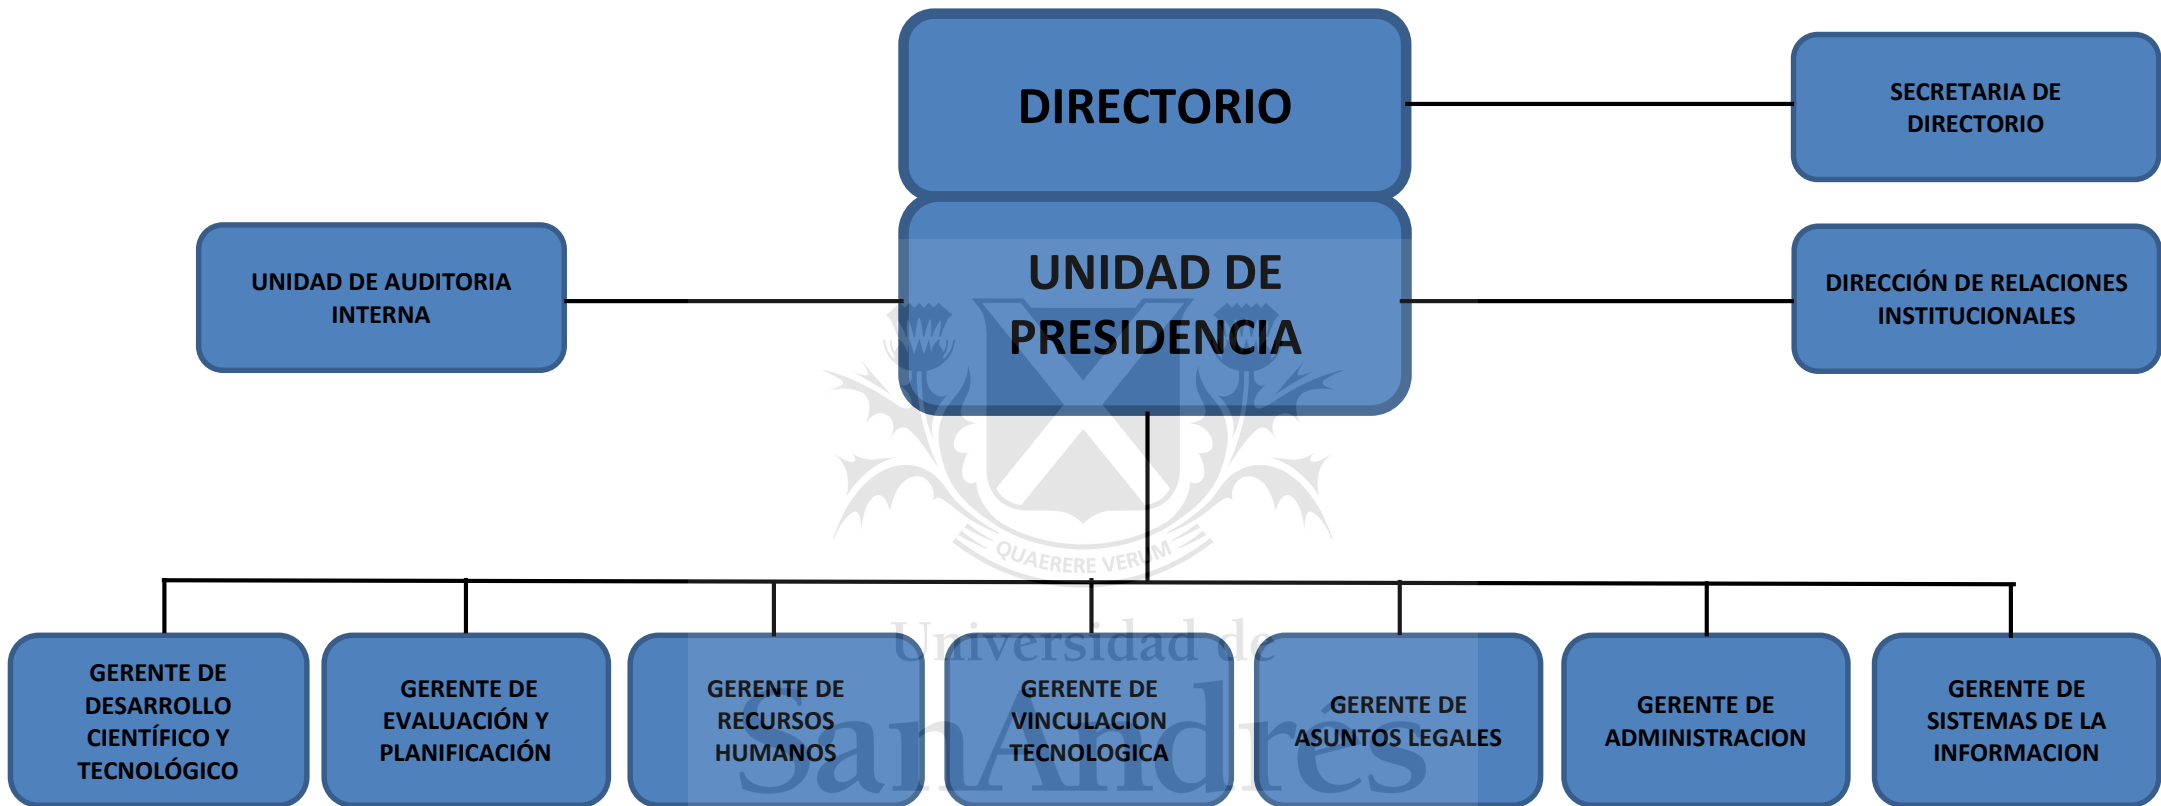 DIRECTORIO
SECRETARIA DE
DIRECTORIO
UNIDAD DE AUDITORIA
INTERNA
UNIDAD DE
PRESIDENCIA
DIRECCIÓN DE RELACIONES
INSTITUCIONALES
QUAERERE VERUM
GERENTE DE
DESARROLLO
CIENTÍFICO Y
TECNOLÓGICO
GERENTE DE
EVALUACIÓN Y
PLANIFICACIÓN
GERENTE DE
RECURSOS
HUMANOS
GERENTE DE
VINCULACION
TECNOLOGICA
GERENTE DE
ASUNTOS LEGALES
GERENTE DE
ADMINISTRACION
GERENTE DE
SISTEMAS DE LA
INFORMACION
Universidad de
SanAndrés